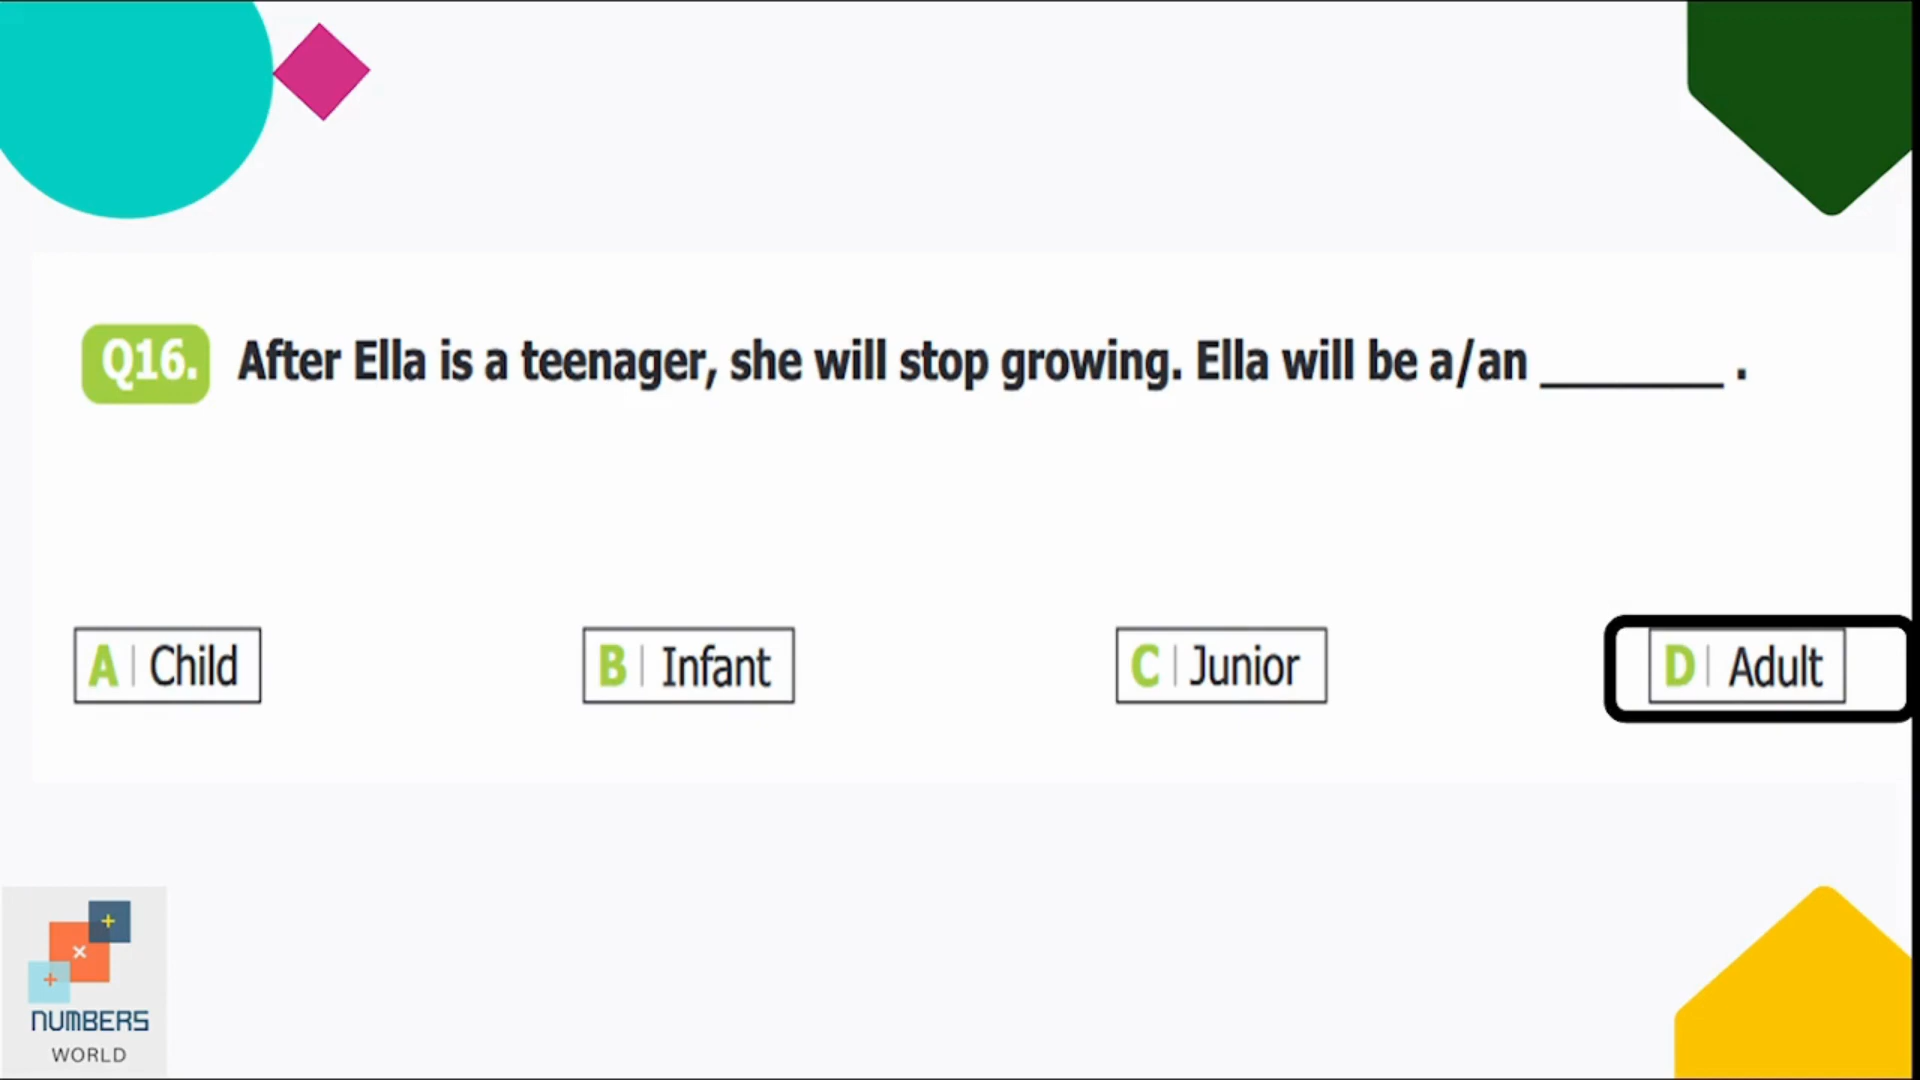 Q16. After Ella is a teenager, she will stop growing. Ella will be a/an _______ .
A | Child
B | Infant
C | Junior
D | Adult
NUMBERS
WORLD